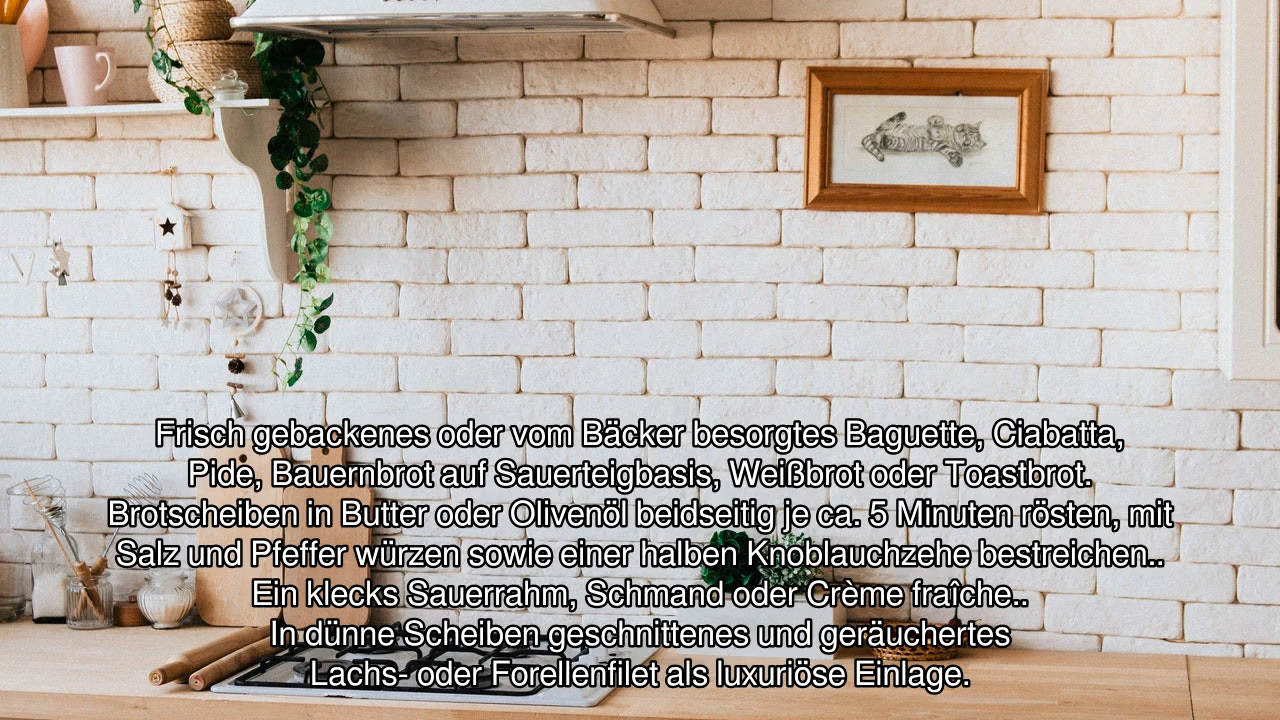 Frisch gebackenes oder vom Bäcker besorgtes Baguette, Ciabatta,
Pide, Bauernbrot auf Sauerteigbasis, Weißbrot oder Toastbrot.
Brotscheiben in Butter oder Olivenöl beidseitig je ca. 5 Minuten rösten, mit
Salz und Pfeffer würzen sowie einer halben Knoblauchzehe bestreichen..
Ein klecks Sauerrahm, Schmand oder Crème fraîche..
In dünne Scheiben geschnittenes und geräuchertes
Lachs- oder Forellenfilet als luxuriöse Einlage.